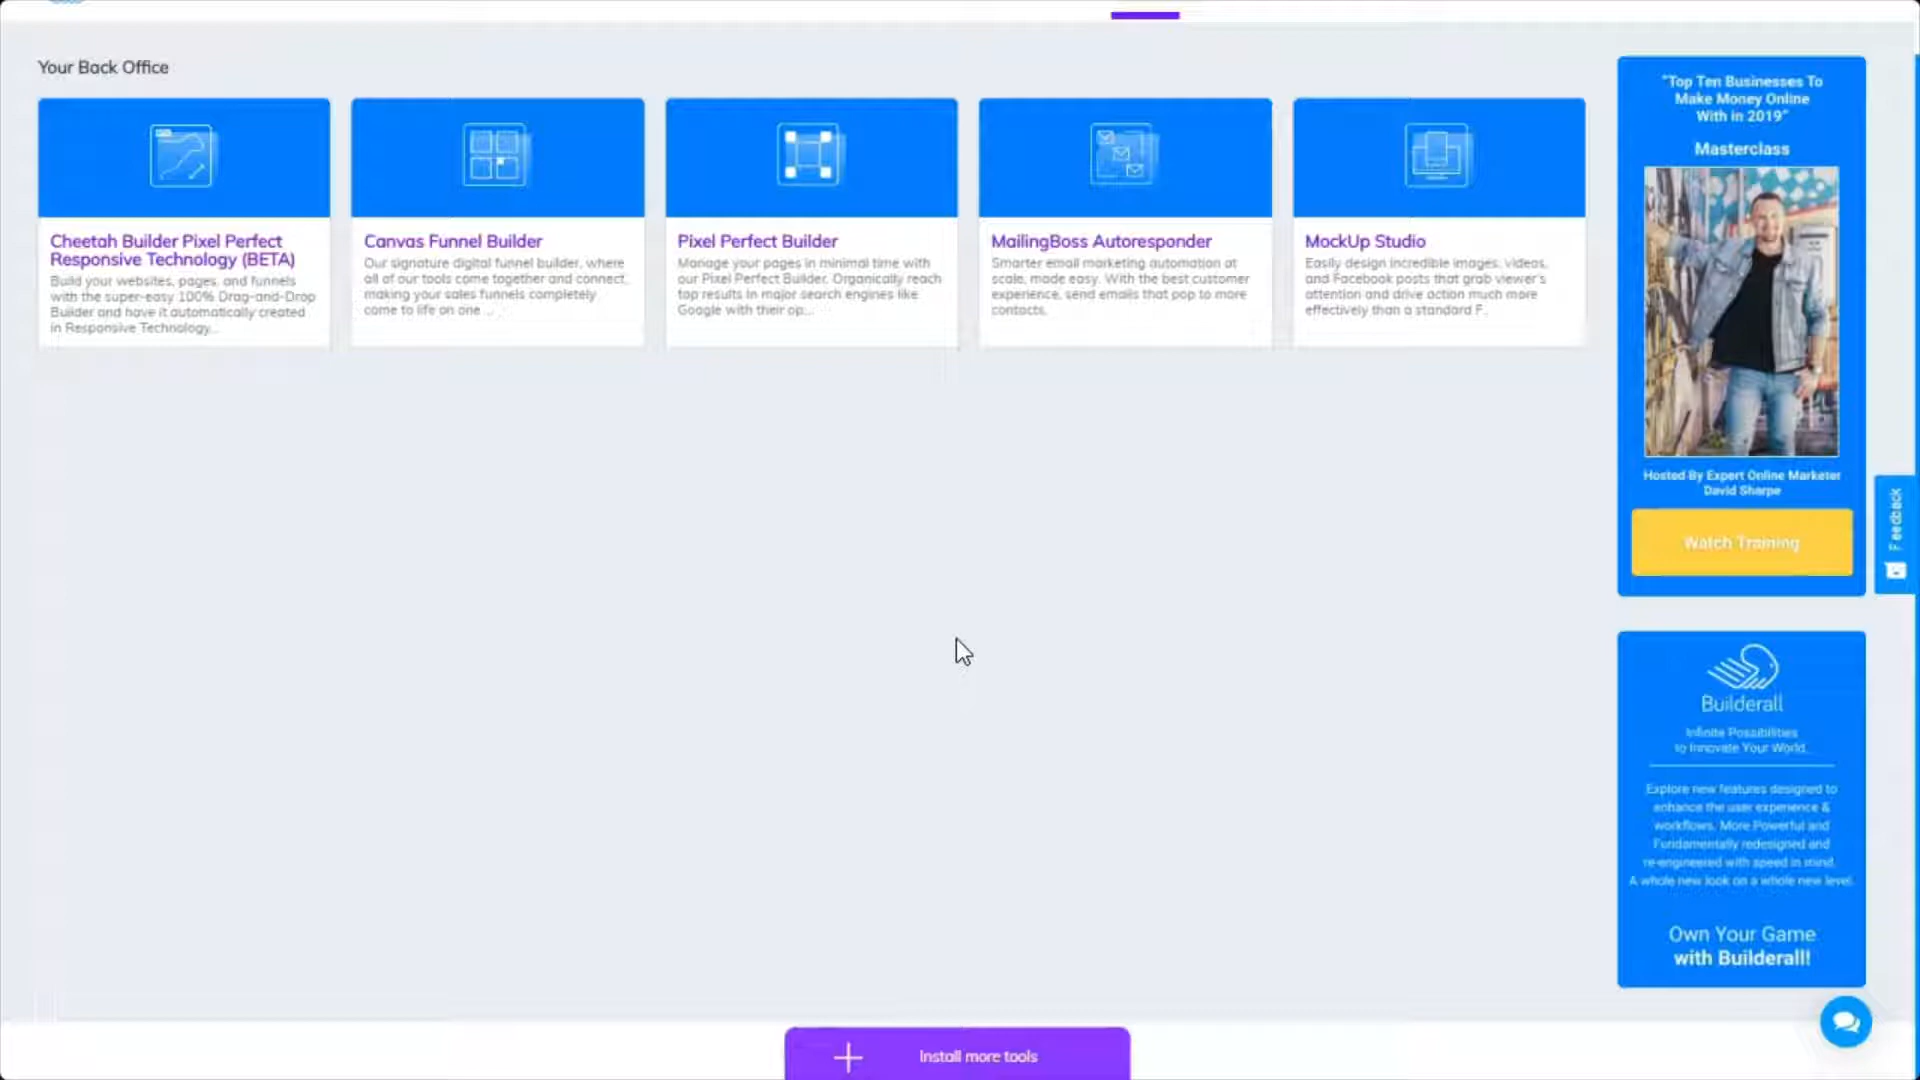 Your Back Office
Cheetah Builder Pixel Perfect
Responsive Technology (BETA)
Build your websites, pages, and funnels
with the super-easy 100% Drag-and-Drop
Builder and have it automatically created
in Responsive Technology...
Canvas Funnel Builder
Our signature digital funnel builder, where
all of our tools come together and connect,
making your sales funnels completely
come to life on one ...
Pixel Perfect Builder
Manage your pages in minimal time with
our Pixel Perfect Builder. Organically reach
top results in major search engines like
Google with their op...
MailingBoss Autoresponder
Smarter email marketing automation at
scale, made easy. With the best customer
experience, send emails that pop to more
contacts.
MockUp Studio
Easily design incredible images, videos,
and Facebook posts that grab viewer's
attention and drive action much more
effectively than a standard F..
"Top Ten Businesses To
Make Money Online
With in 2019"
Masterclass
Hosted By Expert Online Marketer
David Sharpe
Watch Training
Feedback
Builderall
Infinite Possibilities
to Innovate Your World.
Explore new features designed to
enhance the user experience &
workflows. More Powerful and
Fundamentally redesigned and
re-engineered with speed in mind.
A whole new look on a whole new level.
Own Your Game
with Builderall!
Install more tools